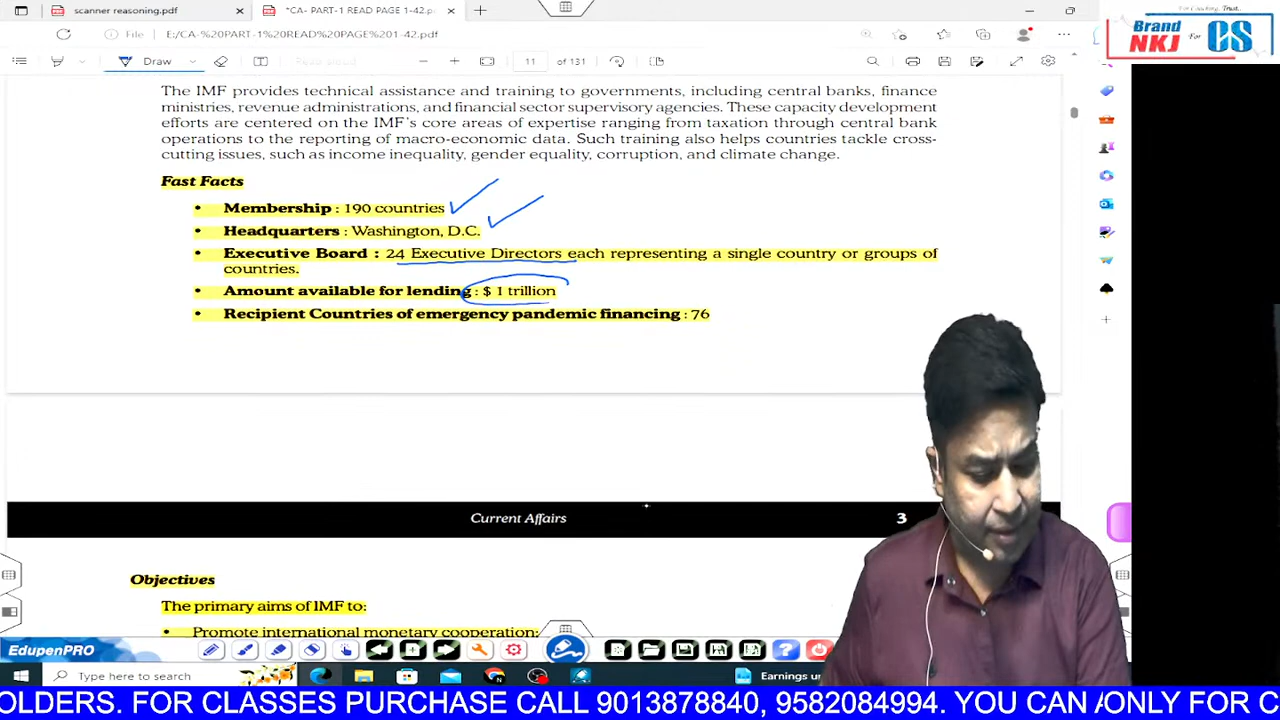 scanner reasoning.pdf
*CA- PART-1 READ PAGE 1-42.p
For Coaching, Trust..
File
E:/CA-%20PART-1%20READ%20PAGE%201-42.pdf
Brand
NKJ
For
CS
Draw
Read aloud
11
of 131
The IMF provides technical assistance and training to governments, including central banks, finance
ministries, revenue administrations, and financial sector supervisory agencies. These capacity development
efforts are centered on the IMF's core areas of expertise ranging from taxation through central bank
operations to the reporting of macro-economic data. Such training also helps countries tackle cross-
cutting issues, such as income inequality, gender equality, corruption, and climate change.
Fast Facts
• Membership : 190 countries
• Headquarters : Washington, D.C.
• Executive Board : 24 Executive Directors each representing a single country or groups of
countries.
• Amount available for lending : $ 1 trillion
• Recipient Countries of emergency pandemic financing : 76
Current Affairs
3
Objectives
The primary aims of IMF to:
• Promote international monetary cooperation;
EdupenPRO
Type here to search
Earnings u
OLDERS. FOR CLASSES PURCHASE CALL 9013878840, 9582084994. YOU CAN ONLY FOR C